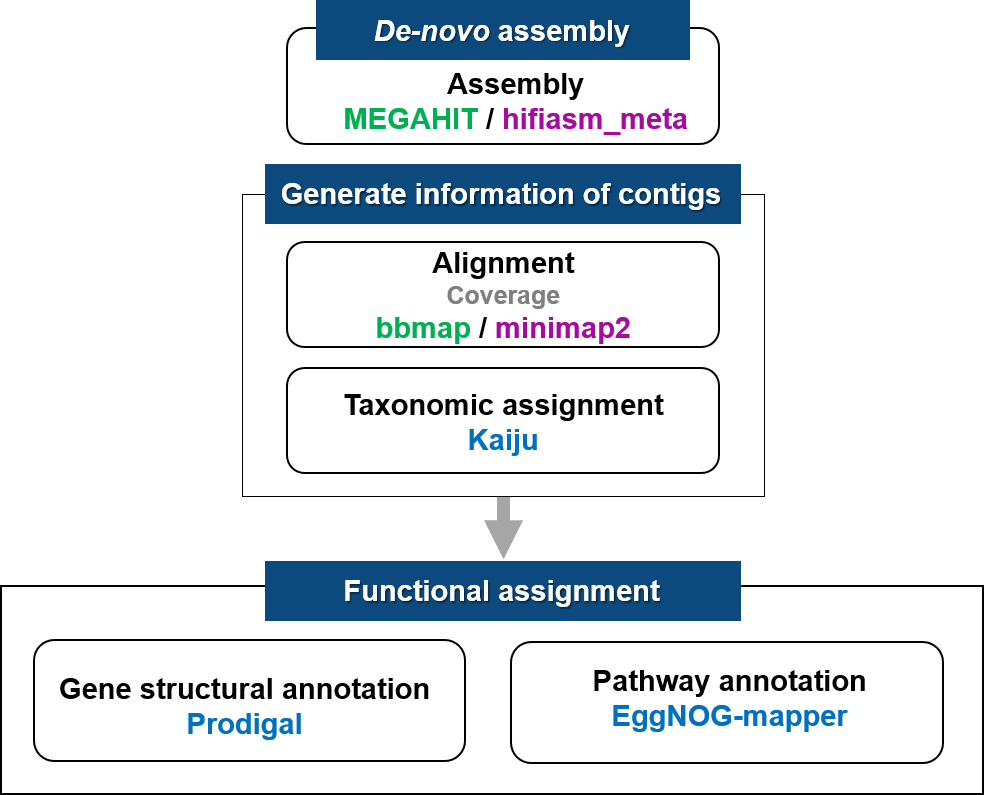 De-novo assembly
Assembly
MEGAHIT / hifiasm_meta
Generate information of contigs
Alignment
Coverage
bbmap / minimap2
Taxonomic assignment
Kaiju
Functional assignment
Gene structural annotation
Prodigal
Pathway annotation
EggNOG-mapper